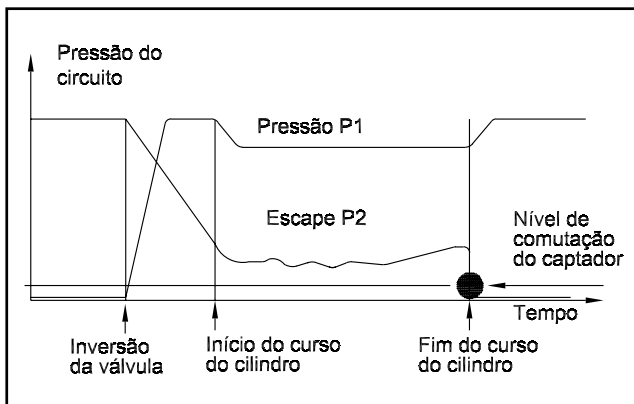 Pressão do
circuito
Pressão P1
Escape P2
Nível de
comutação
do captador
Tempo
Inversão
da válvula
Início do curso
do cilindro
Fim do curso
do cilindro